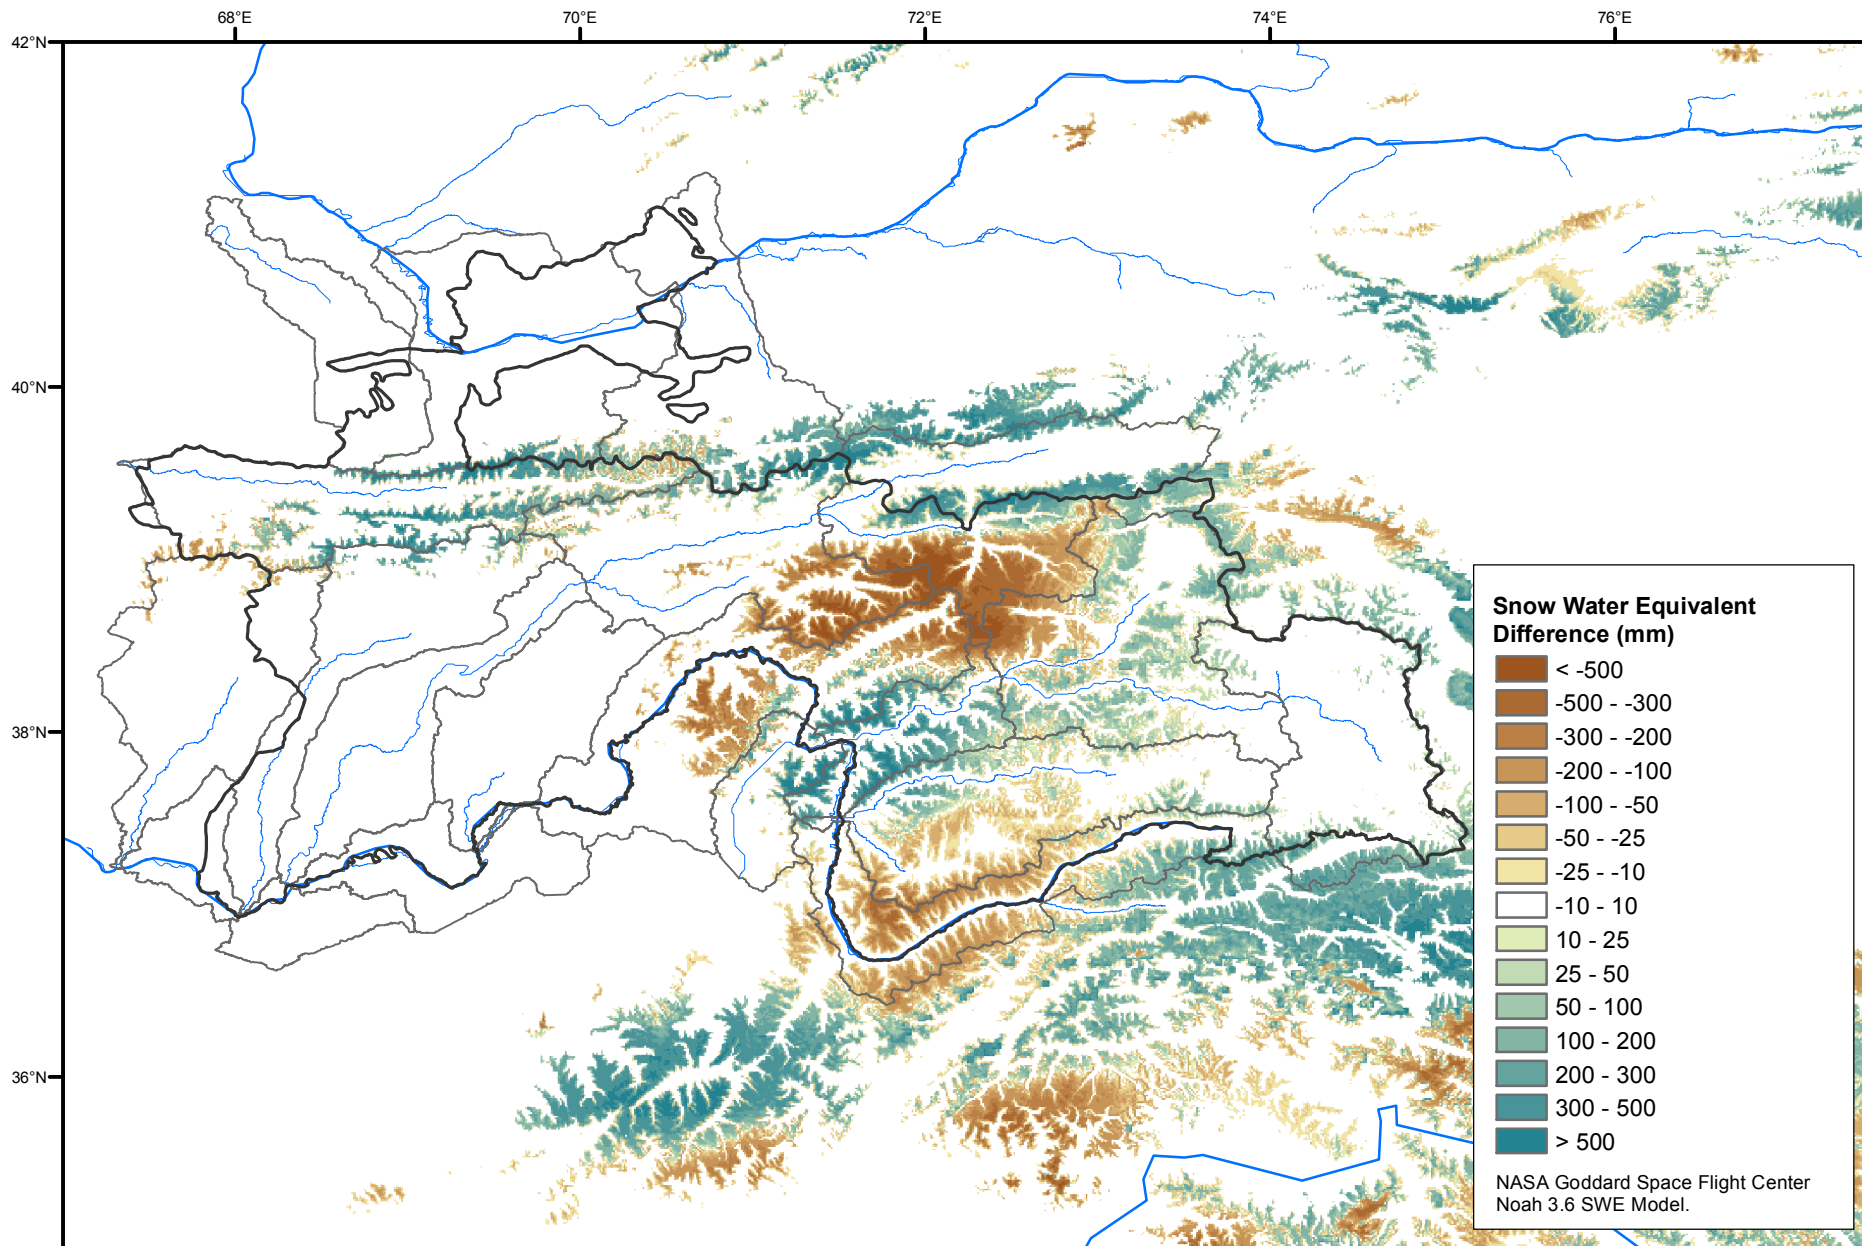 68°E 70°E 72°E 74°E 76°E
42°N
40°N
38°N
36°N
Snow Water Equivalent
Difference (mm)
< -500
-500 - -300
-300 - -200
-200 - -100
-100 - -50
-50 - -25
-25 - -10
-10 - 10
10 - 25
25 - 50
50 - 100
100 - 200
200 - 300
300 - 500
> 500
NASA Goddard Space Flight Center
Noah 3.6 SWE Model.